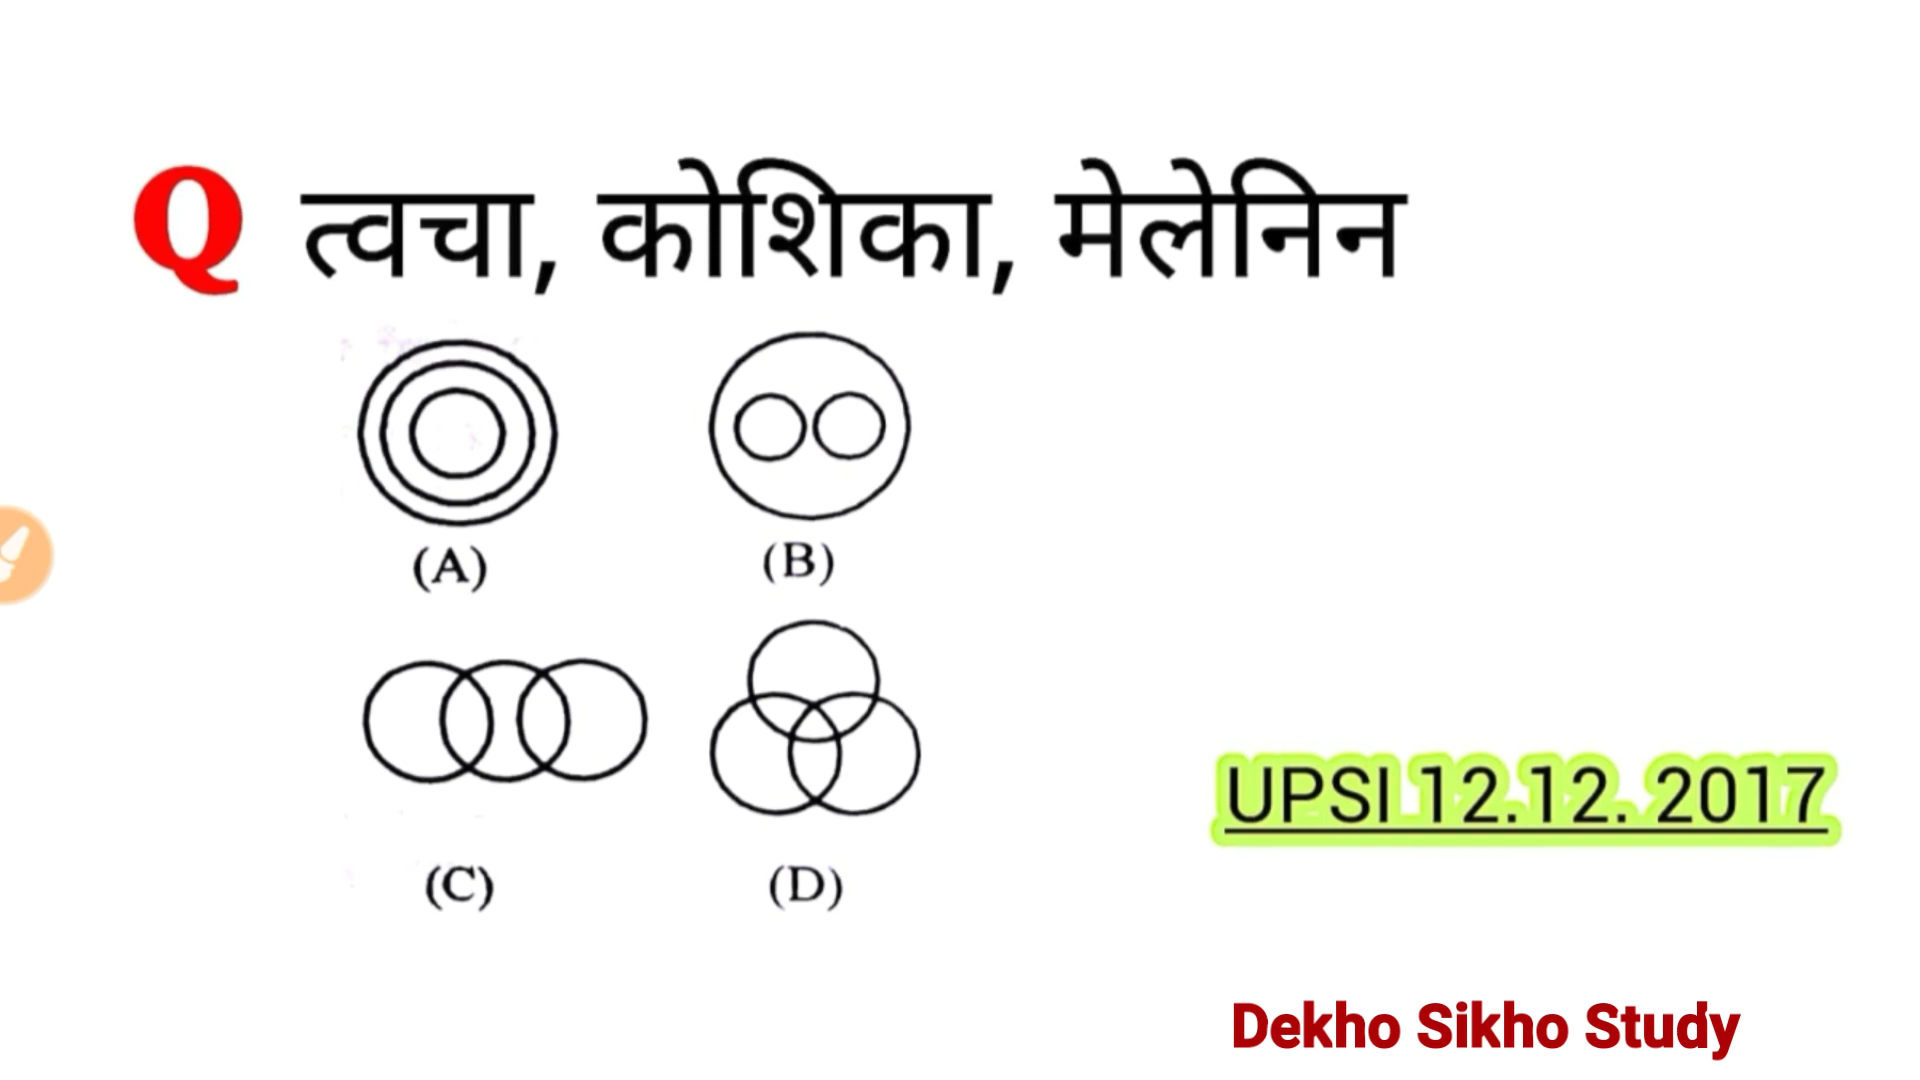 Q त्वचा, कोशिका, मेलेनिन
(A) (B)
(C) (D)
UPSI 12.12. 2017
Dekho Sikho Study